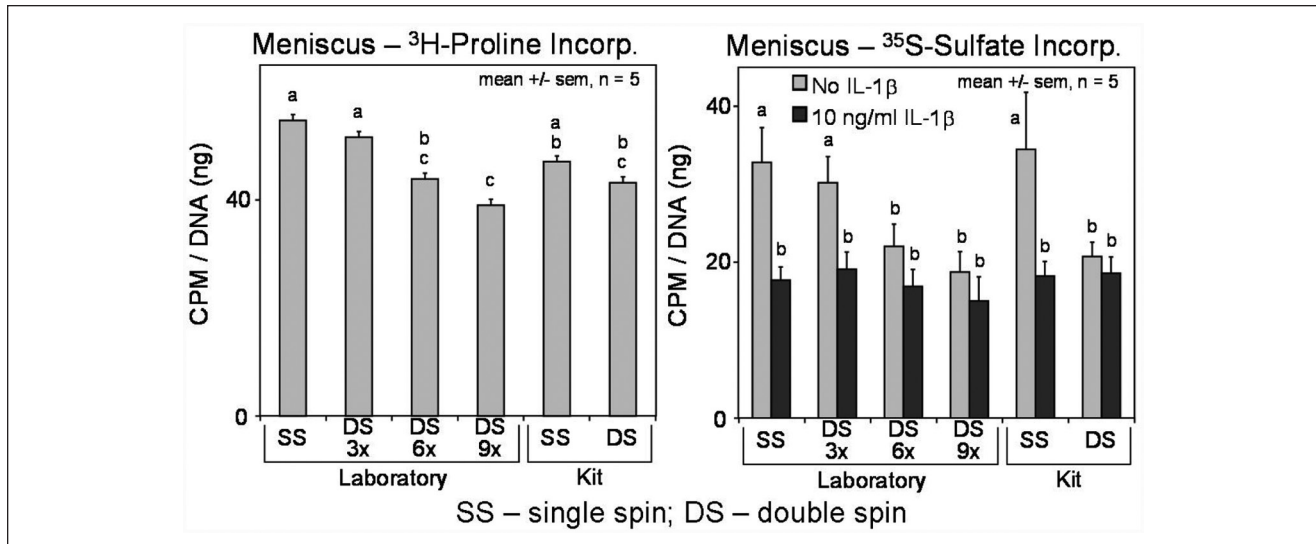 Meniscus – ³H-Proline Incorp.
mean +/- sem, n = 5
CPM / DNA (ng)
40
0
a
a
b
c
c
a
b
b
c
SS
DS
3x
DS
6x
DS
9x
SS
DS
Laboratory
Kit
Meniscus – ³⁵S-Sulfate Incorp.
No IL-1β
10 ng/ml IL-1β
mean +/- sem, n = 5
CPM / DNA (ng)
40
20
0
a
b
a
b
b
b
b
b
a
b
b
b
SS
DS
3x
DS
6x
DS
9x
SS
DS
Laboratory
Kit
SS – single spin; DS – double spin